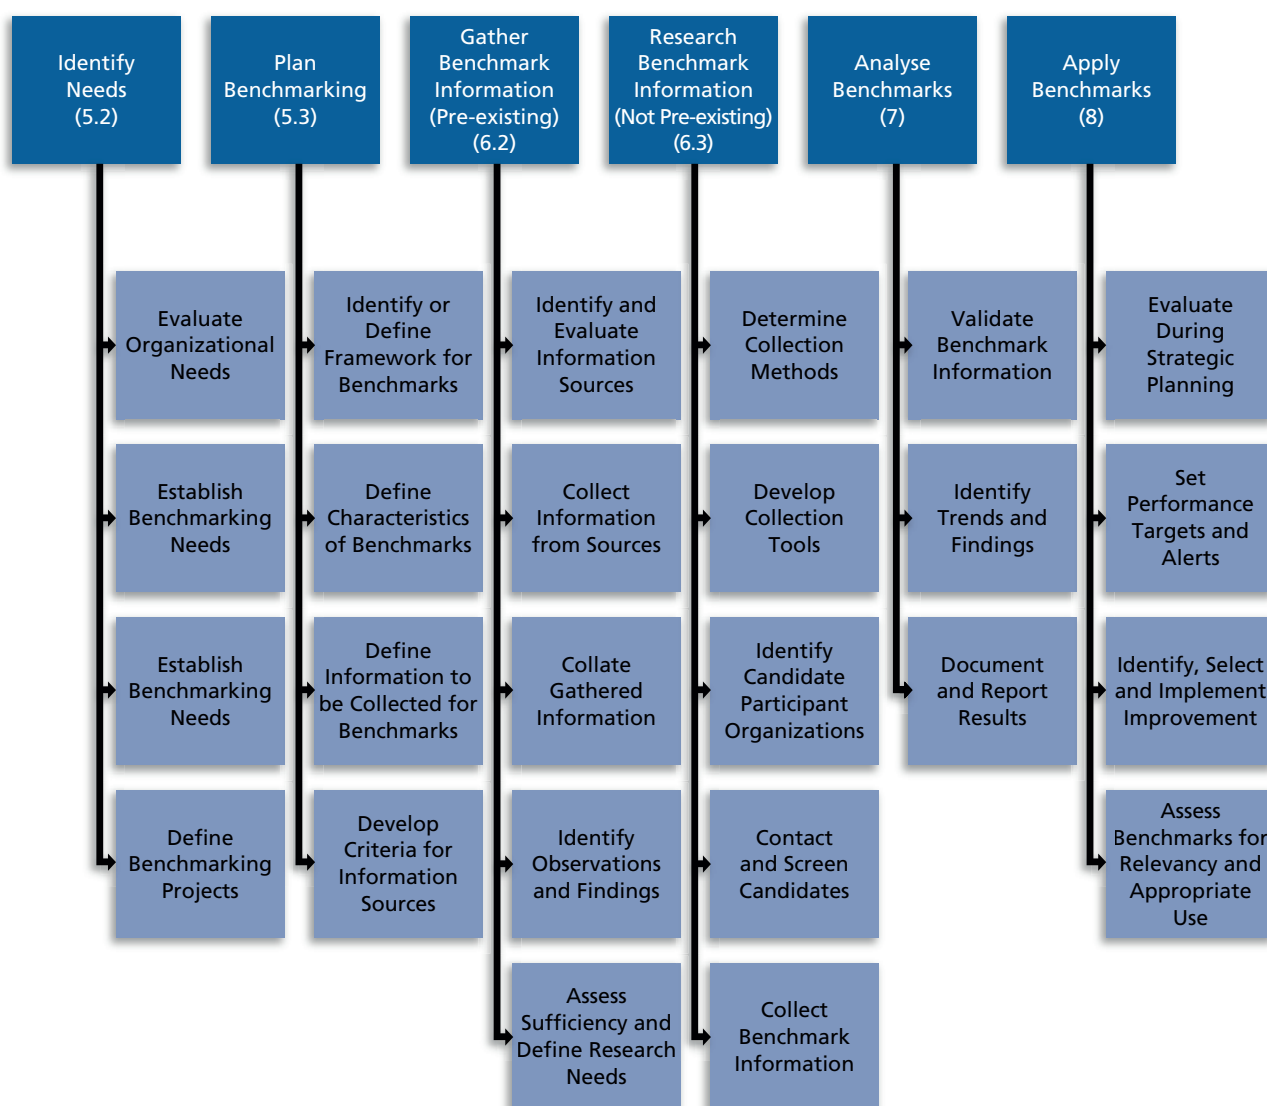 Identify
Needs
(5.2)
Plan
Benchmarking
(5.3)
Gather
Benchmark
Information
(Pre-existing)
(6.2)
Research
Benchmark
Information
(Not Pre-existing)
(6.3)
Analyse
Benchmarks
(7)
Apply
Benchmarks
(8)
Evaluate
Organizational
Needs
Establish
Benchmarking
Needs
Establish
Benchmarking
Needs
Define
Benchmarking
Projects
Identify or
Define
Framework for
Benchmarks
Define
Characteristics
of Benchmarks
Define
Information to
be Collected for
Benchmarks
Develop
Criteria for
Information
Sources
Identify and
Evaluate
Information
Sources
Collect
Information
from Sources
Collate
Gathered
Information
Identify
Observations
and Findings
Assess
Sufficiency and
Define Research
Needs
Determine
Collection
Methods
Develop
Collection
Tools
Identify
Candidate
Participant
Organizations
Contact
and Screen
Candidates
Collect
Benchmark
Information
Validate
Benchmark
Information
Identify
Trends and
Findings
Document
and Report
Results
Evaluate
During
Strategic
Planning
Set
Performance
Targets and
Alerts
Identify, Select
and Implement
Improvement
Assess
Benchmarks for
Relevancy and
Appropriate
Use